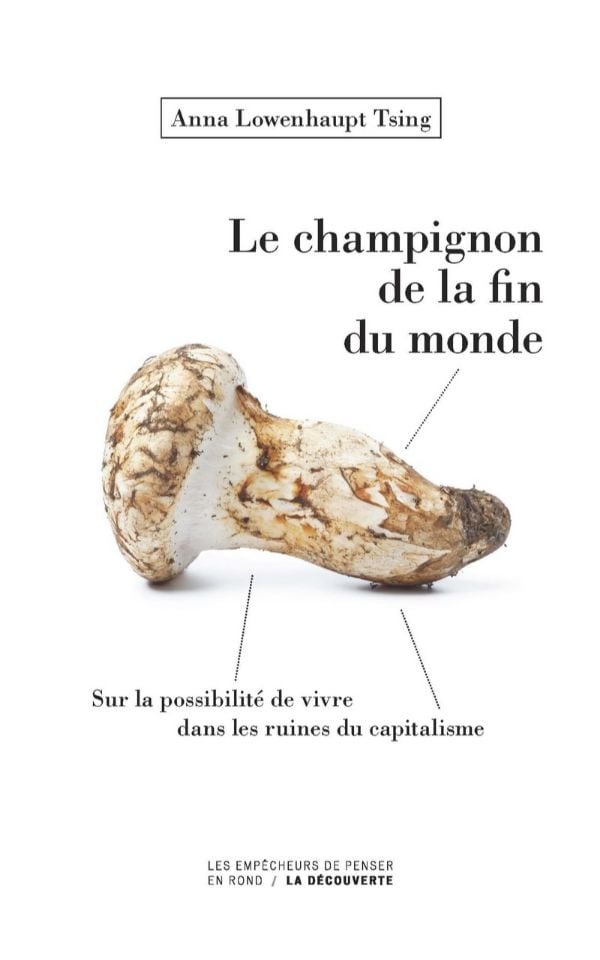 Anna Lowenhaupt Tsing
Le champignon
de la fin
du monde
Sur la possibilité de vivre
dans les ruines du capitalisme
LES EMPÊCHEURS DE PENSER
EN ROND / LA DÉCOUVERTE